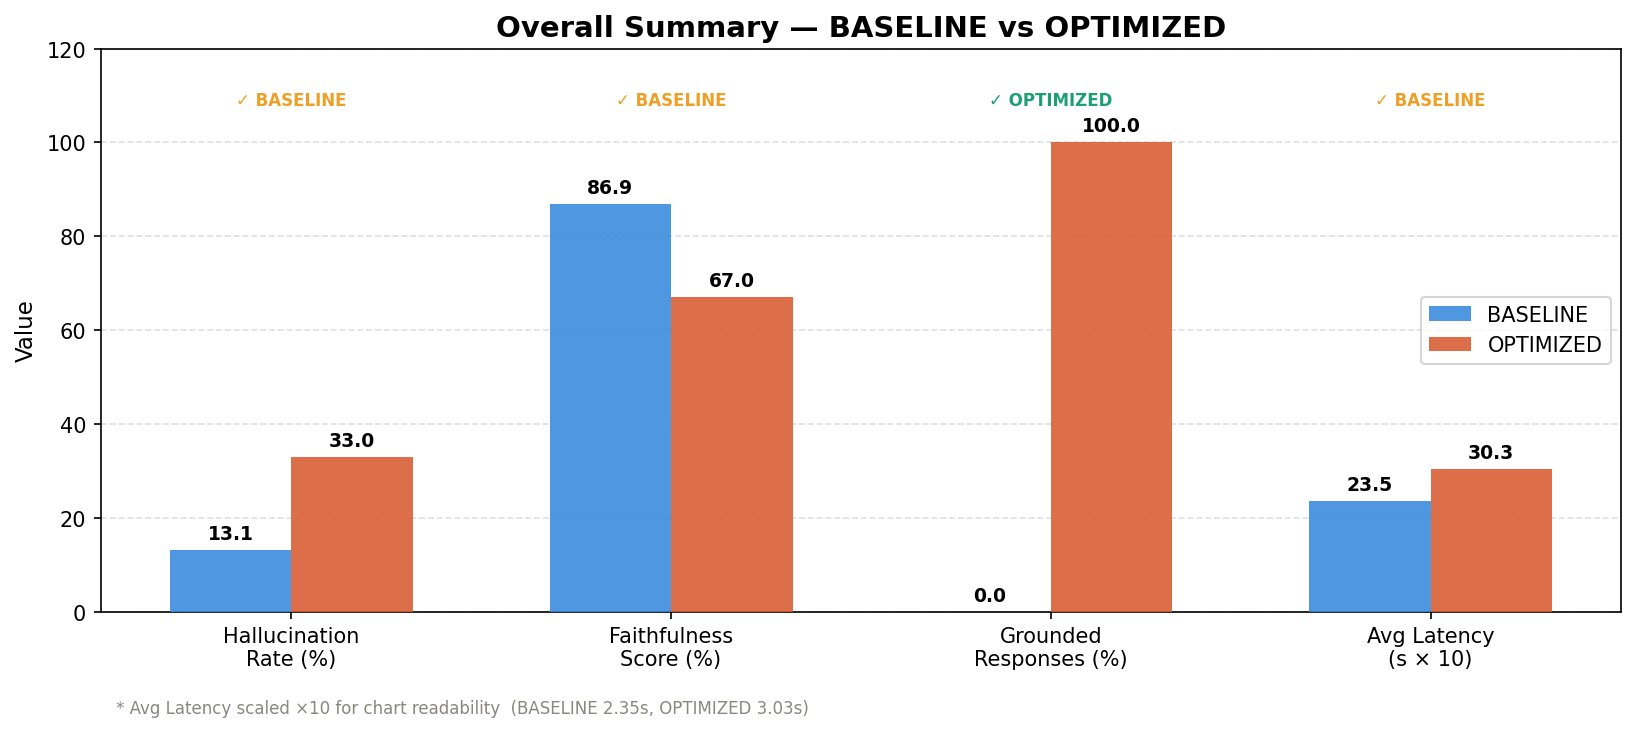 Overall Summary — BASELINE vs OPTIMIZED
120
✓ BASELINE
✓ BASELINE
✓ OPTIMIZED
✓ BASELINE
100.0
100
86.9
80
67.0
60
BASELINE
OPTIMIZED
Value
40
33.0
30.3
23.5
20
13.1
0.0
0
Hallucination
Rate (%)
Faithfulness
Score (%)
Grounded
Responses (%)
Avg Latency
(s × 10)
* Avg Latency scaled ×10 for chart readability  (BASELINE 2.35s, OPTIMIZED 3.03s)